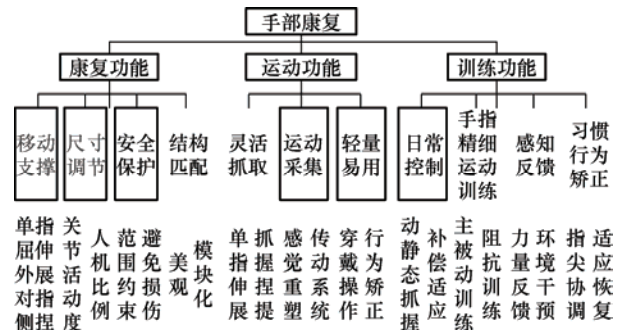 手部康复
康复功能
运动功能
训练功能
移动
支撑
尺寸
调节
安全
保护
结构
匹配
灵活
抓取
运动
采集
轻量
易用
日常
控制
手指
精细
运动
训练
感知
反馈
习惯
行为
矫正
单指
屈伸
外展
对指
侧捏
关节活动度
人机比例
范围约束
避免损伤
美观
模块化
单指伸展
抓握捏提
感觉重塑
传动系统
穿戴操作
行为矫正
动静态抓握
补偿适应
主被动训练
阻抗训练
力量反馈
环境干预
指尖协调
适应恢复